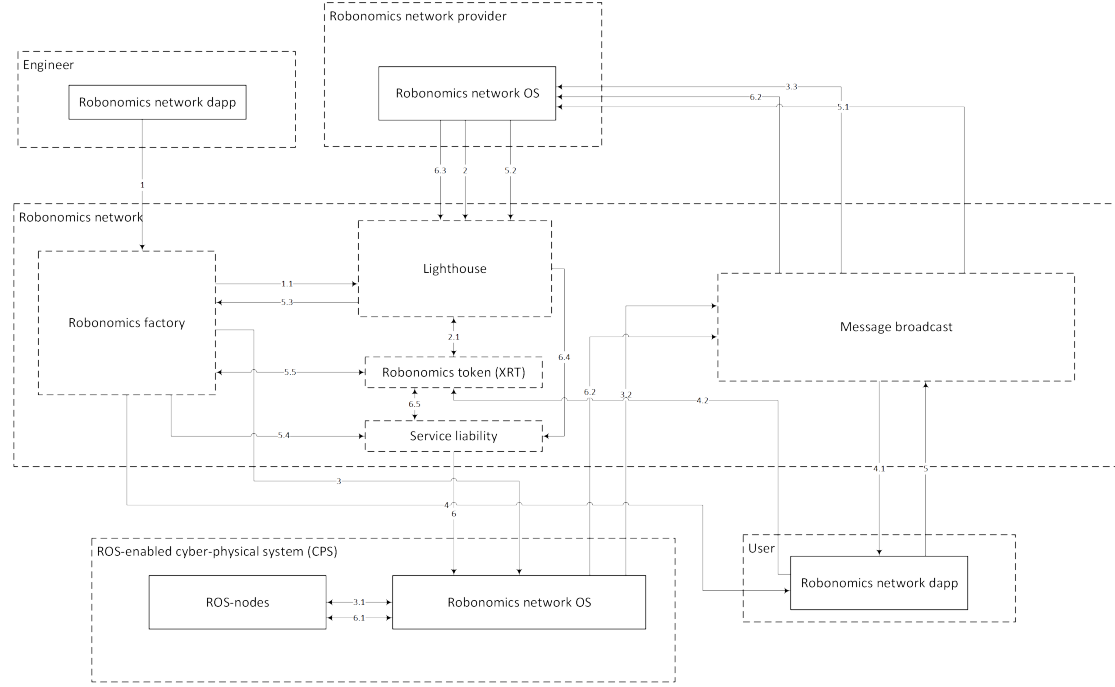 Robonomics network provider
Engineer
Robonomics network OS
Robonomics network dapp
3.3
6.2
5.1
6.3
2
5.2
1
Robonomics network
Lighthouse
1.1
5.3
Robonomics factory
Message broadcast
2.1
6.4
Robonomics token (XRT)
5.5
6.5
6.2
3.2
4.2
Service liability
5.4
4.1
5
3
4
6
User
ROS-enabled cyber-physical system (CPS)
Robonomics network dapp
ROS-nodes
3.1
6.1
Robonomics network OS